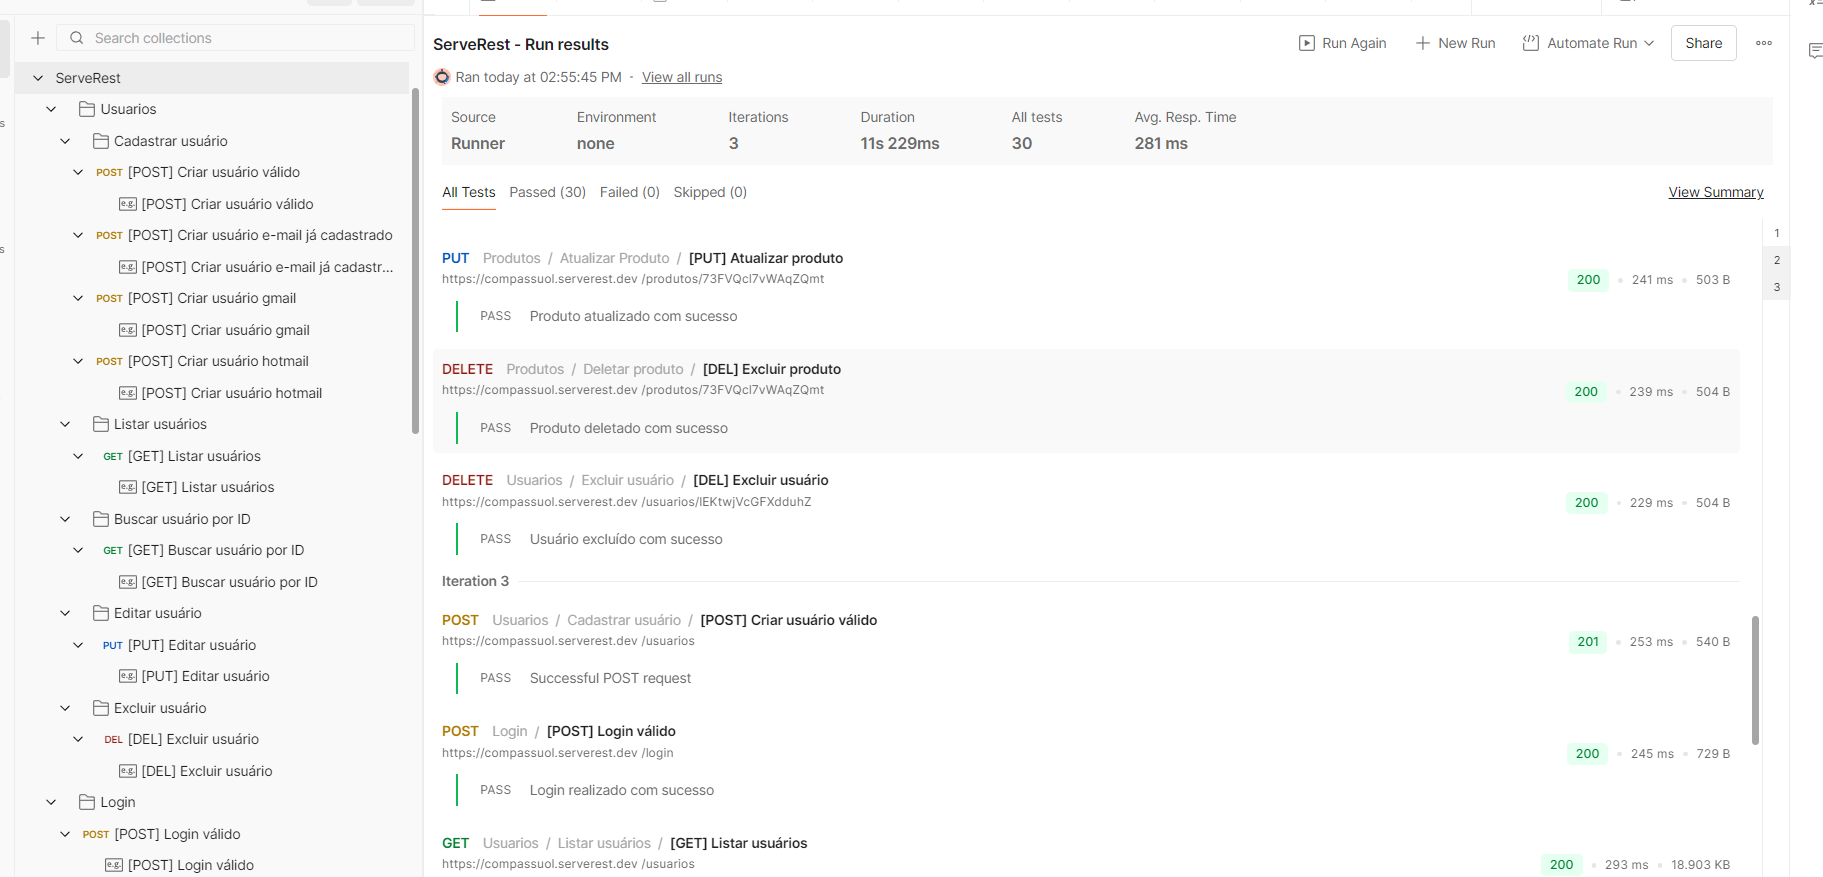 Search collections
ServeRest
Usuarios
Cadastrar usuário
POST [POST] Criar usuário válido
e.g. [POST] Criar usuário válido
POST [POST] Criar usuário e-mail já cadastrado
e.g. [POST] Criar usuário e-mail já cadastr...
POST [POST] Criar usuário gmail
e.g. [POST] Criar usuário gmail
POST [POST] Criar usuário hotmail
e.g. [POST] Criar usuário hotmail
Listar usuários
GET [GET] Listar usuários
e.g. [GET] Listar usuários
Buscar usuário por ID
GET [GET] Buscar usuário por ID
e.g. [GET] Buscar usuário por ID
Editar usuário
PUT [PUT] Editar usuário
e.g. [PUT] Editar usuário
Excluir usuário
DEL [DEL] Excluir usuário
e.g. [DEL] Excluir usuário
Login
POST [POST] Login válido
e.g. [POST] Login válido
ServeRest - Run results
Run Again New Run Automate Run Share
Ran today at 02:55:45 PM · View all runs
Source Environment Iterations Duration All tests Avg. Resp. Time
Runner none 3 11s 229ms 30 281 ms
All Tests Passed (30) Failed (0) Skipped (0) View Summary
1
2
3
PUT Produtos / Atualizar Produto / [PUT] Atualizar produto
https://compassuol.serverest.dev /produtos/73FVQcl7vWAqZQmt 200 241 ms 503 B
PASS Produto atualizado com sucesso
DELETE Produtos / Deletar produto / [DEL] Excluir produto
https://compassuol.serverest.dev /produtos/73FVQcl7vWAqZQmt 200 239 ms 504 B
PASS Produto deletado com sucesso
DELETE Usuarios / Excluir usuário / [DEL] Excluir usuário
https://compassuol.serverest.dev /usuarios/IEKtwjVcGFXdduhZ 200 229 ms 504 B
PASS Usuário excluído com sucesso
Iteration 3
POST Usuarios / Cadastrar usuário / [POST] Criar usuário válido
https://compassuol.serverest.dev /usuarios 201 253 ms 540 B
PASS Successful POST request
POST Login / [POST] Login válido
https://compassuol.serverest.dev /login 200 245 ms 729 B
PASS Login realizado com sucesso
GET Usuarios / Listar usuários / [GET] Listar usuários
https://compassuol.serverest.dev /usuarios 200 293 ms 18.903 KB